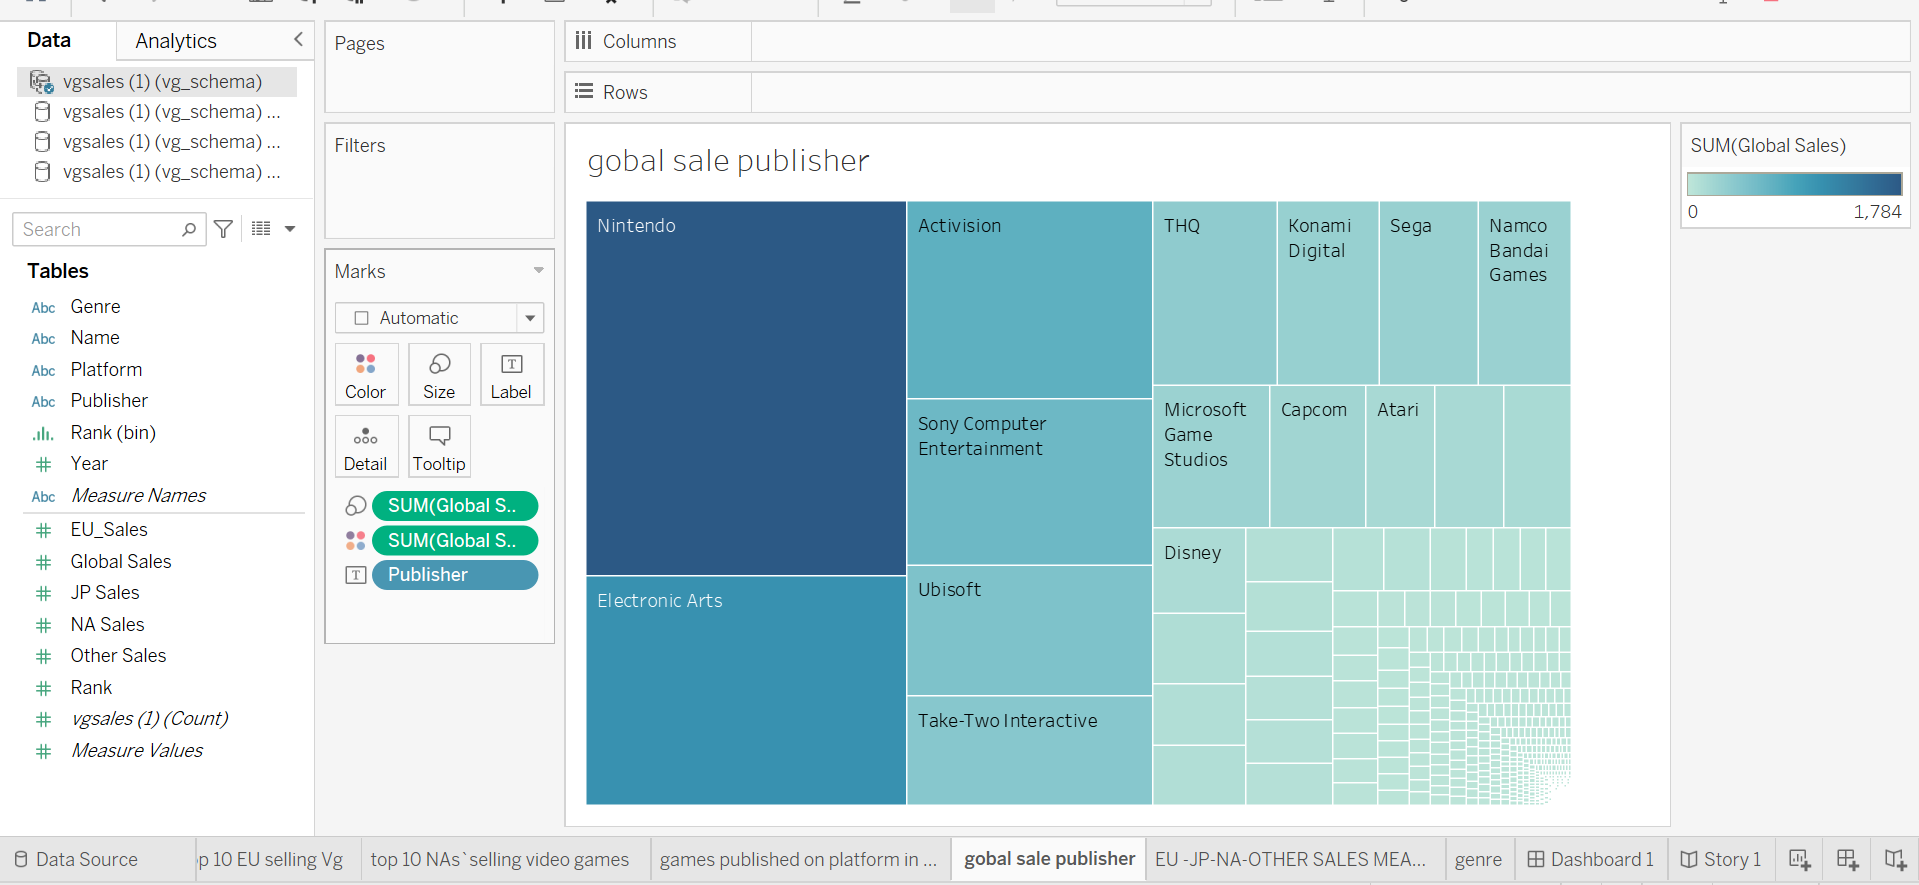 Data
Analytics
vgsales (1) (vg_schema)
vgsales (1) (vg_schema) ...
vgsales (1) (vg_schema) ...
vgsales (1) (vg_schema) ...
Search
Tables
Abc Genre
Abc Name
Abc Platform
Abc Publisher
Rank (bin)
# Year
Abc Measure Names
# EU_Sales
# Global Sales
# JP Sales
# NA Sales
# Other Sales
# Rank
# vgsales (1) (Count)
# Measure Values
Pages
Filters
Marks
Automatic
Color
Size
T
Label
Detail
Tooltip
SUM(Global S..
SUM(Global S..
T Publisher
Columns
Rows
gobal sale publisher
Nintendo
Electronic Arts
Activision
Sony Computer
Entertainment
Ubisoft
Take-Two Interactive
THQ
Konami
Digital
Sega
Namco
Bandai
Games
Microsoft
Game
Studios
Capcom
Atari
Disney
SUM(Global Sales)
0 1,784
Data Source
p 10 EU selling Vg
top 10 NAs`selling video games
games published on platform in ...
gobal sale publisher
EU -JP-NA-OTHER SALES MEA...
genre
Dashboard 1
Story 1